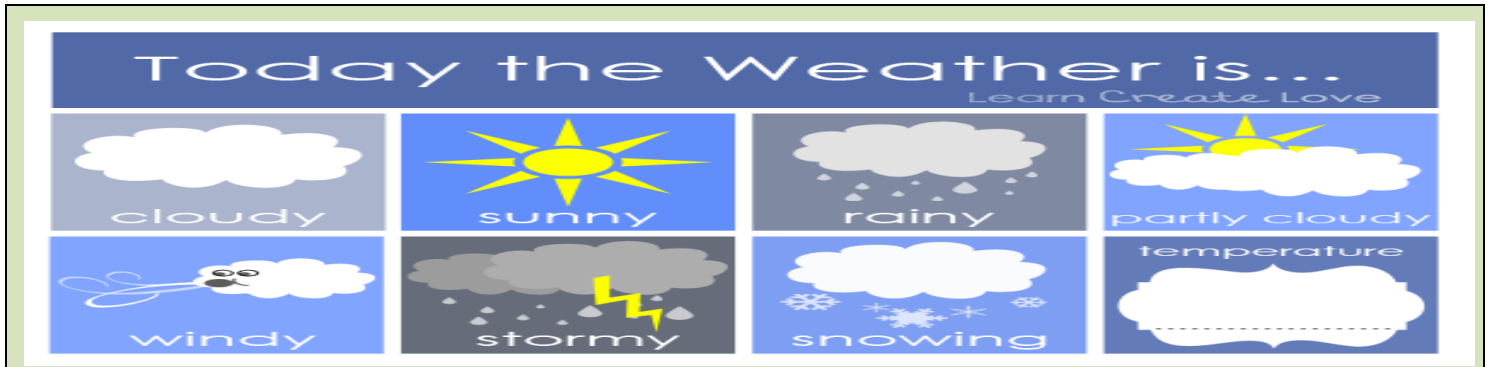 Today the Weather is...
Learn Create Love
cloudy
sunny
rainy
partly cloudy
windy
stormy
snowing
temperature